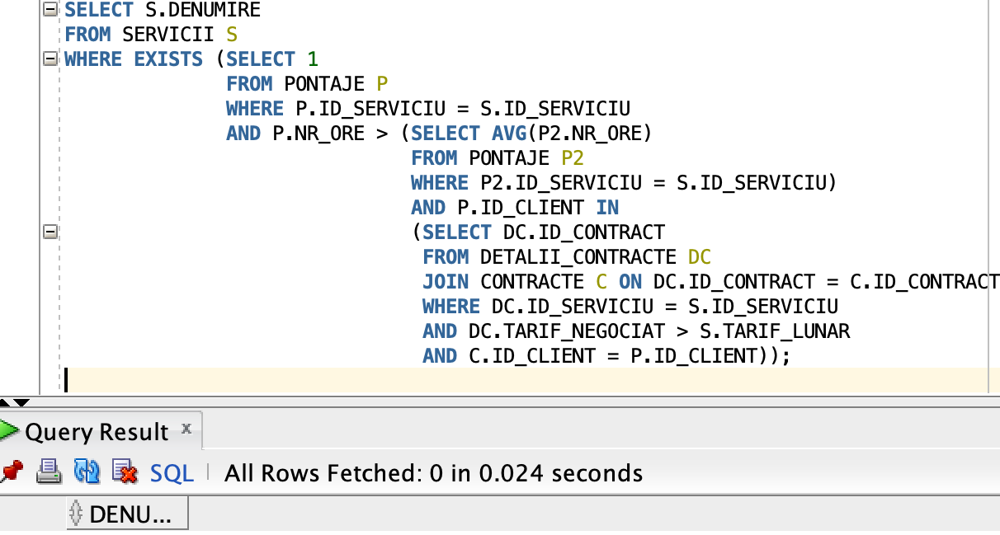 SELECT S.DENUMIRE
FROM SERVICII S
WHERE EXISTS (SELECT 1
FROM PONTAJE P
WHERE P.ID_SERVICIU = S.ID_SERVICIU
AND P.NR_ORE > (SELECT AVG(P2.NR_ORE)
FROM PONTAJE P2
WHERE P2.ID_SERVICIU = S.ID_SERVICIU)
AND P.ID_CLIENT IN
(SELECT DC.ID_CONTRACT
FROM DETALII_CONTRACTE DC
JOIN CONTRACTE C ON DC.ID_CONTRACT = C.ID_CONTRACT
WHERE DC.ID_SERVICIU = S.ID_SERVICIU
AND DC.TARIF_NEGOCIAT > S.TARIF_LUNAR
AND C.ID_CLIENT = P.ID_CLIENT));
Query Result x
SQL | All Rows Fetched: 0 in 0.024 seconds
DENU...